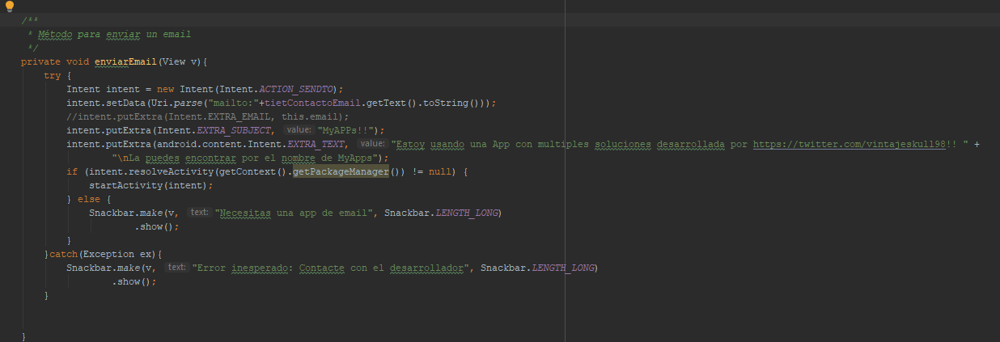 /**
* Método para enviar un email
*/
private void enviarEmail(View v){
try {
Intent intent = new Intent(Intent.ACTION_SENDTO);
intent.setData(Uri.parse("mailto:"+tietContactoEmail.getText().toString()));
//intent.putExtra(Intent.EXTRA_EMAIL, this.email);
intent.putExtra(Intent.EXTRA_SUBJECT, value: "MyAPPs!!");
intent.putExtra(android.content.Intent.EXTRA_TEXT, value: "Estoy usando una App con multiples soluciones desarrollada por https://twitter.com/vintajeskull98!! " +
"\nLa puedes encontrar por el nombre de MyApps");
if (intent.resolveActivity(getContext().getPackageManager()) != null) {
startActivity(intent);
} else {
Snackbar.make(v, text: "Necesitas una app de email", Snackbar.LENGTH_LONG)
.show();
}
}catch(Exception ex){
Snackbar.make(v, text: "Error inesperado: Contacte con el desarrollador", Snackbar.LENGTH_LONG)
.show();
}
}